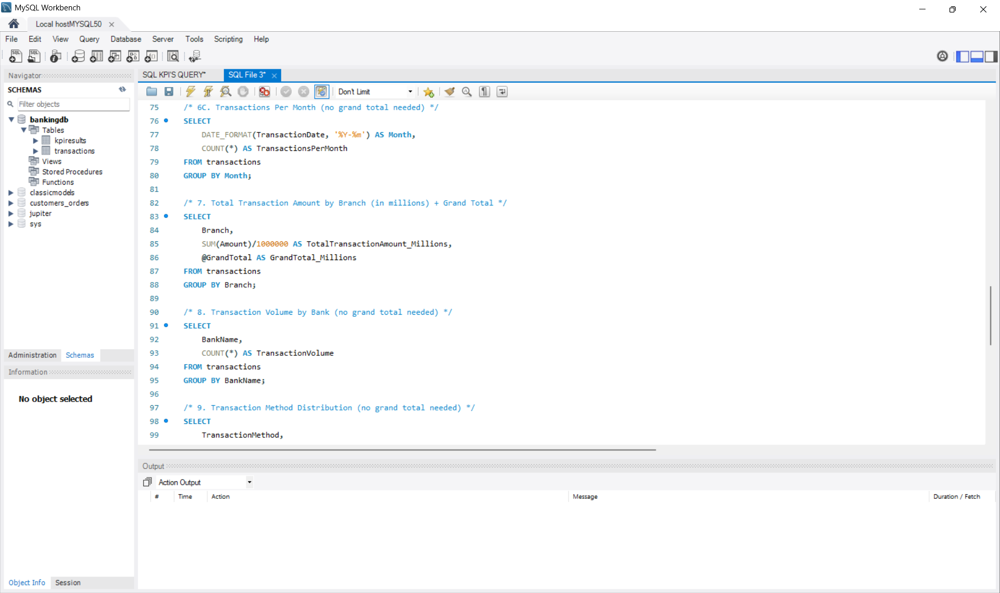 MySQL Workbench
Local hostMYSQL50
File Edit View Query Database Server Tools Scripting Help
Navigator
SCHEMAS
Filter objects
bankingdb
Tables
kpiresults
transactions
Views
Stored Procedures
Functions
classicmodels
customers_orders
jupiter
sys
Administration Schemas
Information
No object selected
Object Info Session
SQL KPI'S QUERY* SQL File 3*
Don't Limit
75 /* 6C. Transactions Per Month (no grand total needed) */
76 SELECT
77 DATE_FORMAT(TransactionDate, '%Y-%m') AS Month,
78 COUNT(*) AS TransactionsPerMonth
79 FROM transactions
80 GROUP BY Month;
81
82 /* 7. Total Transaction Amount by Branch (in millions) + Grand Total */
83 SELECT
84 Branch,
85 SUM(Amount)/1000000 AS TotalTransactionAmount_Millions,
86 @GrandTotal AS GrandTotal_Millions
87 FROM transactions
88 GROUP BY Branch;
89
90 /* 8. Transaction Volume by Bank (no grand total needed) */
91 SELECT
92 BankName,
93 COUNT(*) AS TransactionVolume
94 FROM transactions
95 GROUP BY BankName;
96
97 /* 9. Transaction Method Distribution (no grand total needed) */
98 SELECT
99 TransactionMethod,
Output
Action Output
# Time Action Message Duration / Fetch